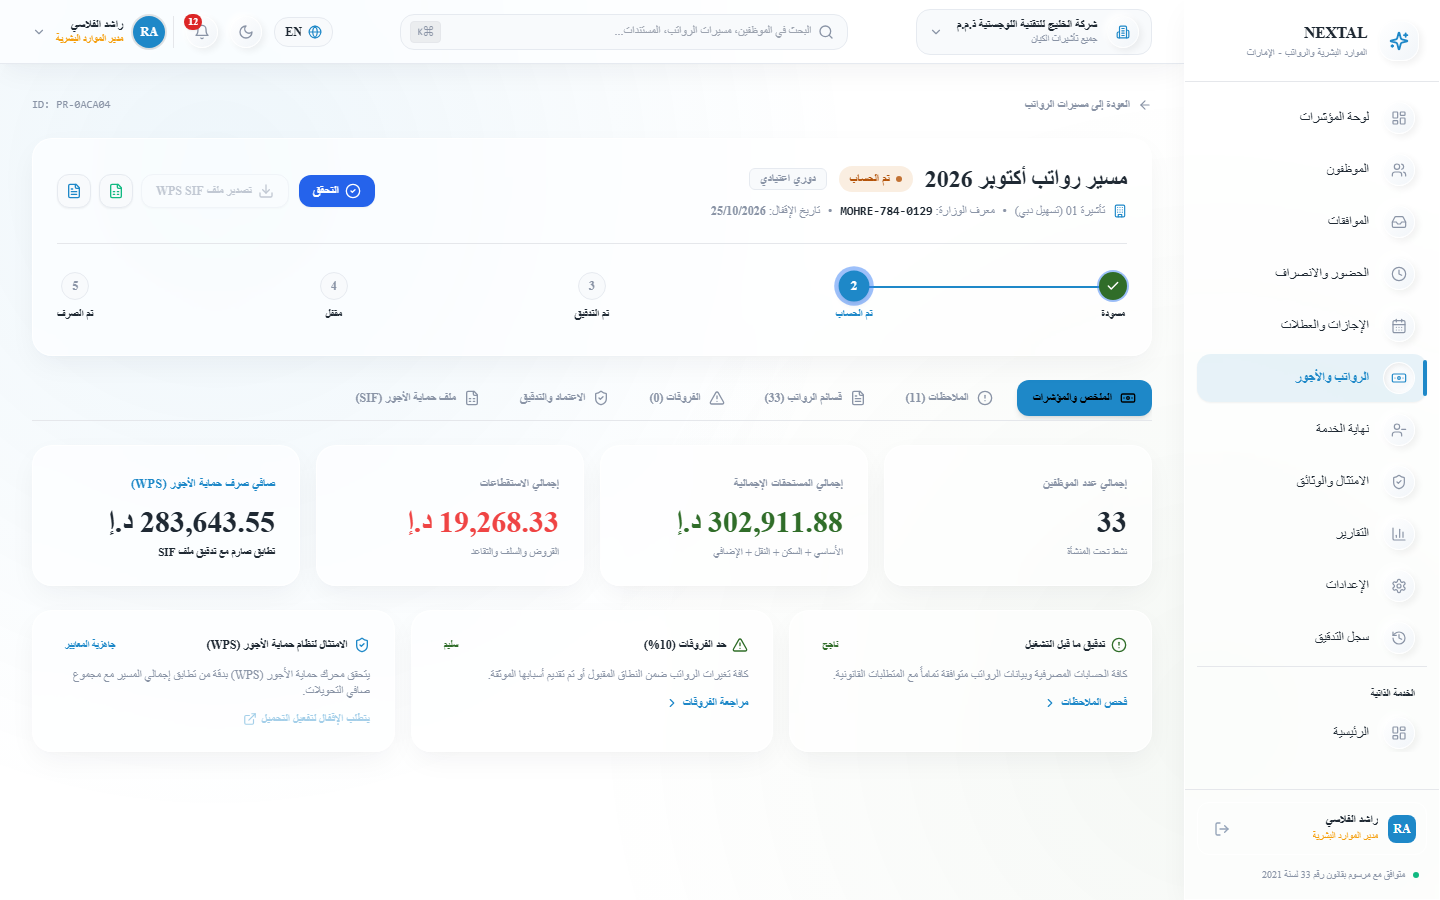 NEXTAL
الموارد البشرية والرواتب - الإمارات
لوحة المؤشرات
الموظفون
الموافقات
الحضور والانصراف
الإجازات والعطلات
الرواتب والأجور
نهاية الخدمة
الامتثال والوثائق
التقارير
الإعدادات
سجل التدقيق
الخدمة الذاتية
الرئيسية
RA
راشد الفلاسي
مدير الموارد البشرية
متوافق مع مرسوم بقانون رقم 33 لسنة 2021
شركة الخليج للتقنية اللوجستية ذ.م.م
جميع تأشيرات الكيان
البحث في الموظفين، مسيرات الرواتب، المستندات...
⌘K
EN
12
RA
راشد الفلاسي
مدير الموارد البشرية
العودة إلى مسيرات الرواتب
ID: PR-0ACA04
مسير رواتب أكتوبر 2026
تم الحساب
دوري اعتيادي
تأشيرة 01 (تسهيل دبي) • معرف الوزارة: MOHRE-784-0129 • تاريخ الإقفال: 25/10/2026
التحقق
تصدير ملف WPS SIF
مسودة
2
تم الحساب
3
تم التدقيق
4
مقفل
5
تم الصرف
الملخص والمؤشرات
الملاحظات (11)
قسائم الرواتب (33)
الفروقات (0)
الاعتماد والتدقيق
ملف حماية الأجور (SIF)
إجمالي عدد الموظفين
33
نشط تحت المنشأة
إجمالي المستحقات الإجمالية
302,911.88 د.إ
الأساسي + السكن + النقل + الإضافي
إجمالي الاستقطاعات
19,268.33 د.إ
القروض والسلف والتقاعد
صافي صرف حماية الأجور (WPS)
283,643.55 د.إ
تطابق صارم مع تدقيق ملف SIF
تدقيق ما قبل التشغيل
ناجح
كافة الحسابات المصرفية وبيانات الرواتب متوافقة تماماً مع المتطلبات القانونية.
فحص الملاحظات
حد الفروقات (10%)
سليم
كافة تغيرات الرواتب ضمن النطاق المقبول أو تم تقديم أسبابها الموثقة.
مراجعة الفروقات
الامتثال لنظام حماية الأجور (WPS)
جاهزية المعايير
يتحقق محرك حماية الأجور (WPS) بدقة من تطابق إجمالي المسير مع مجموع
صافي التحويلات.
يتطلب الإقفال لتفعيل التحميل